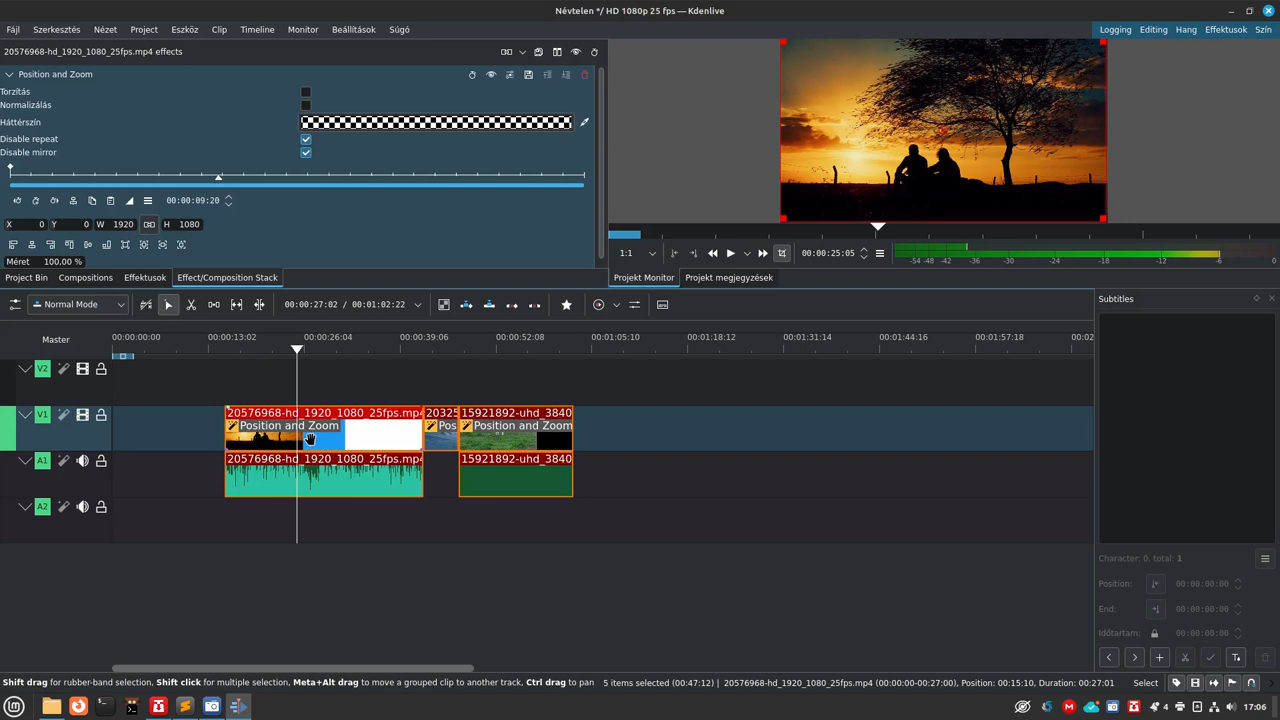 Névtelen */ HD 1080p 25 fps — Kdenlive
Fájl Szerkesztés Nézet Project Eszköz Clip Timeline Monitor Beállítások Súgó Logging Editing Hang Effektusok Szín
20576968-hd_1920_1080_25fps.mp4 effects
Position and Zoom
Torzítás
Normalizálás
Háttérszín
Disable repeat
Disable mirror
00:00:09:20
X 0 Y 0 W 1920 H 1080
Méret 100,00 %
1:1 00:00:25:05 -54 -48 -42 -36 -30 -24 -18 -12 -6 0
Project Bin Compositions Effektusok Effect/Composition Stack Projekt Monitor Projekt megjegyzések
Normal Mode 00:00:27:02 / 00:01:02:22 Subtitles
Master 00:00:00:00 00:00:13:02 00:00:26:04 00:00:39:06 00:00:52:08 00:01:05:10 00:01:18:12 00:01:31:14 00:01:44:16 00:01:57:18 00:02
V2
V1 20576968-hd_1920_1080_25fps.mp4 20325 15921892-uhd_3840
Position and Zoom Pos Position and Zoom
A1 20576968-hd_1920_1080_25fps.mp4 15921892-uhd_3840
A2
Character: 0, total: 1
Position: 00:00:00:00
End: 00:00:00:00
Időtartam: 00:00:00:00
Shift drag for rubber-band selection, Shift click for multiple selection, Meta+Alt drag to move a grouped clip to another track, Ctrl drag to pan 5 items selected (00:47:12) | 20576968-hd_1920_1080_25fps.mp4 (00:00:00-00:27:00), Position: 00:15:10, Duration: 00:27:01 Select
4 17:06